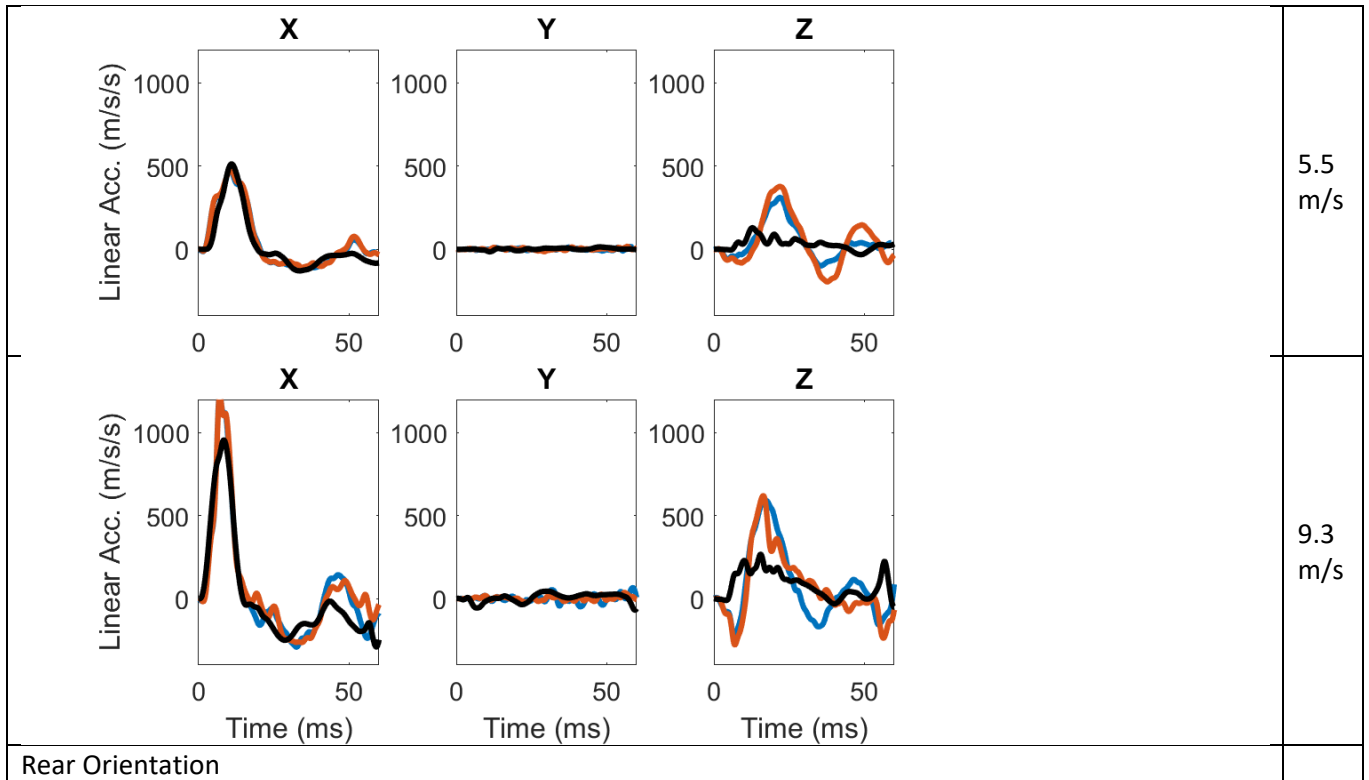 X Y Z
Linear Acc. (m/s/s)
1000 1000 1000
500 500 500
0 0 0
0 50 0 50 0 50
5.5
m/s
X Y Z
Linear Acc. (m/s/s)
1000 1000 1000
500 500 500
0 0 0
0 50 0 50 0 50
Time (ms) Time (ms) Time (ms)
9.3
m/s
Rear Orientation